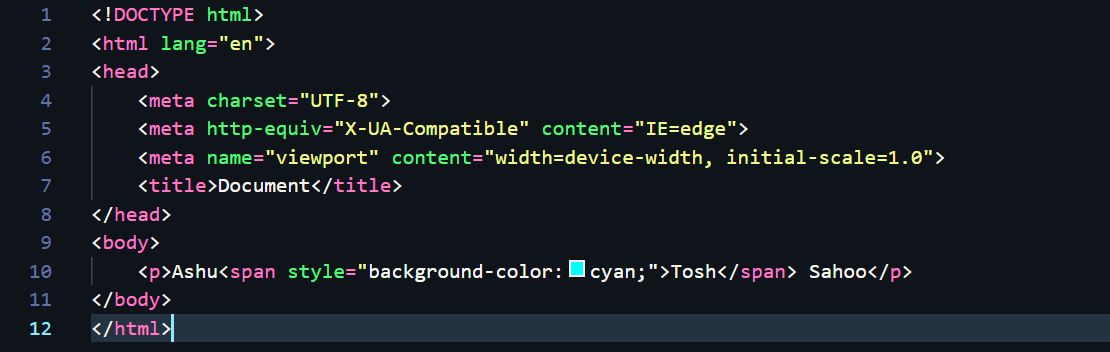 1 <!DOCTYPE html>
2 <html lang="en">
3 <head>
4     <meta charset="UTF-8">
5     <meta http-equiv="X-UA-Compatible" content="IE=edge">
6     <meta name="viewport" content="width=device-width, initial-scale=1.0">
7     <title>Document</title>
8 </head>
9 <body>
10     <p>Ashu<span style="background-color: cyan;">Tosh</span> Sahoo</p>
11 </body>
12 </html>